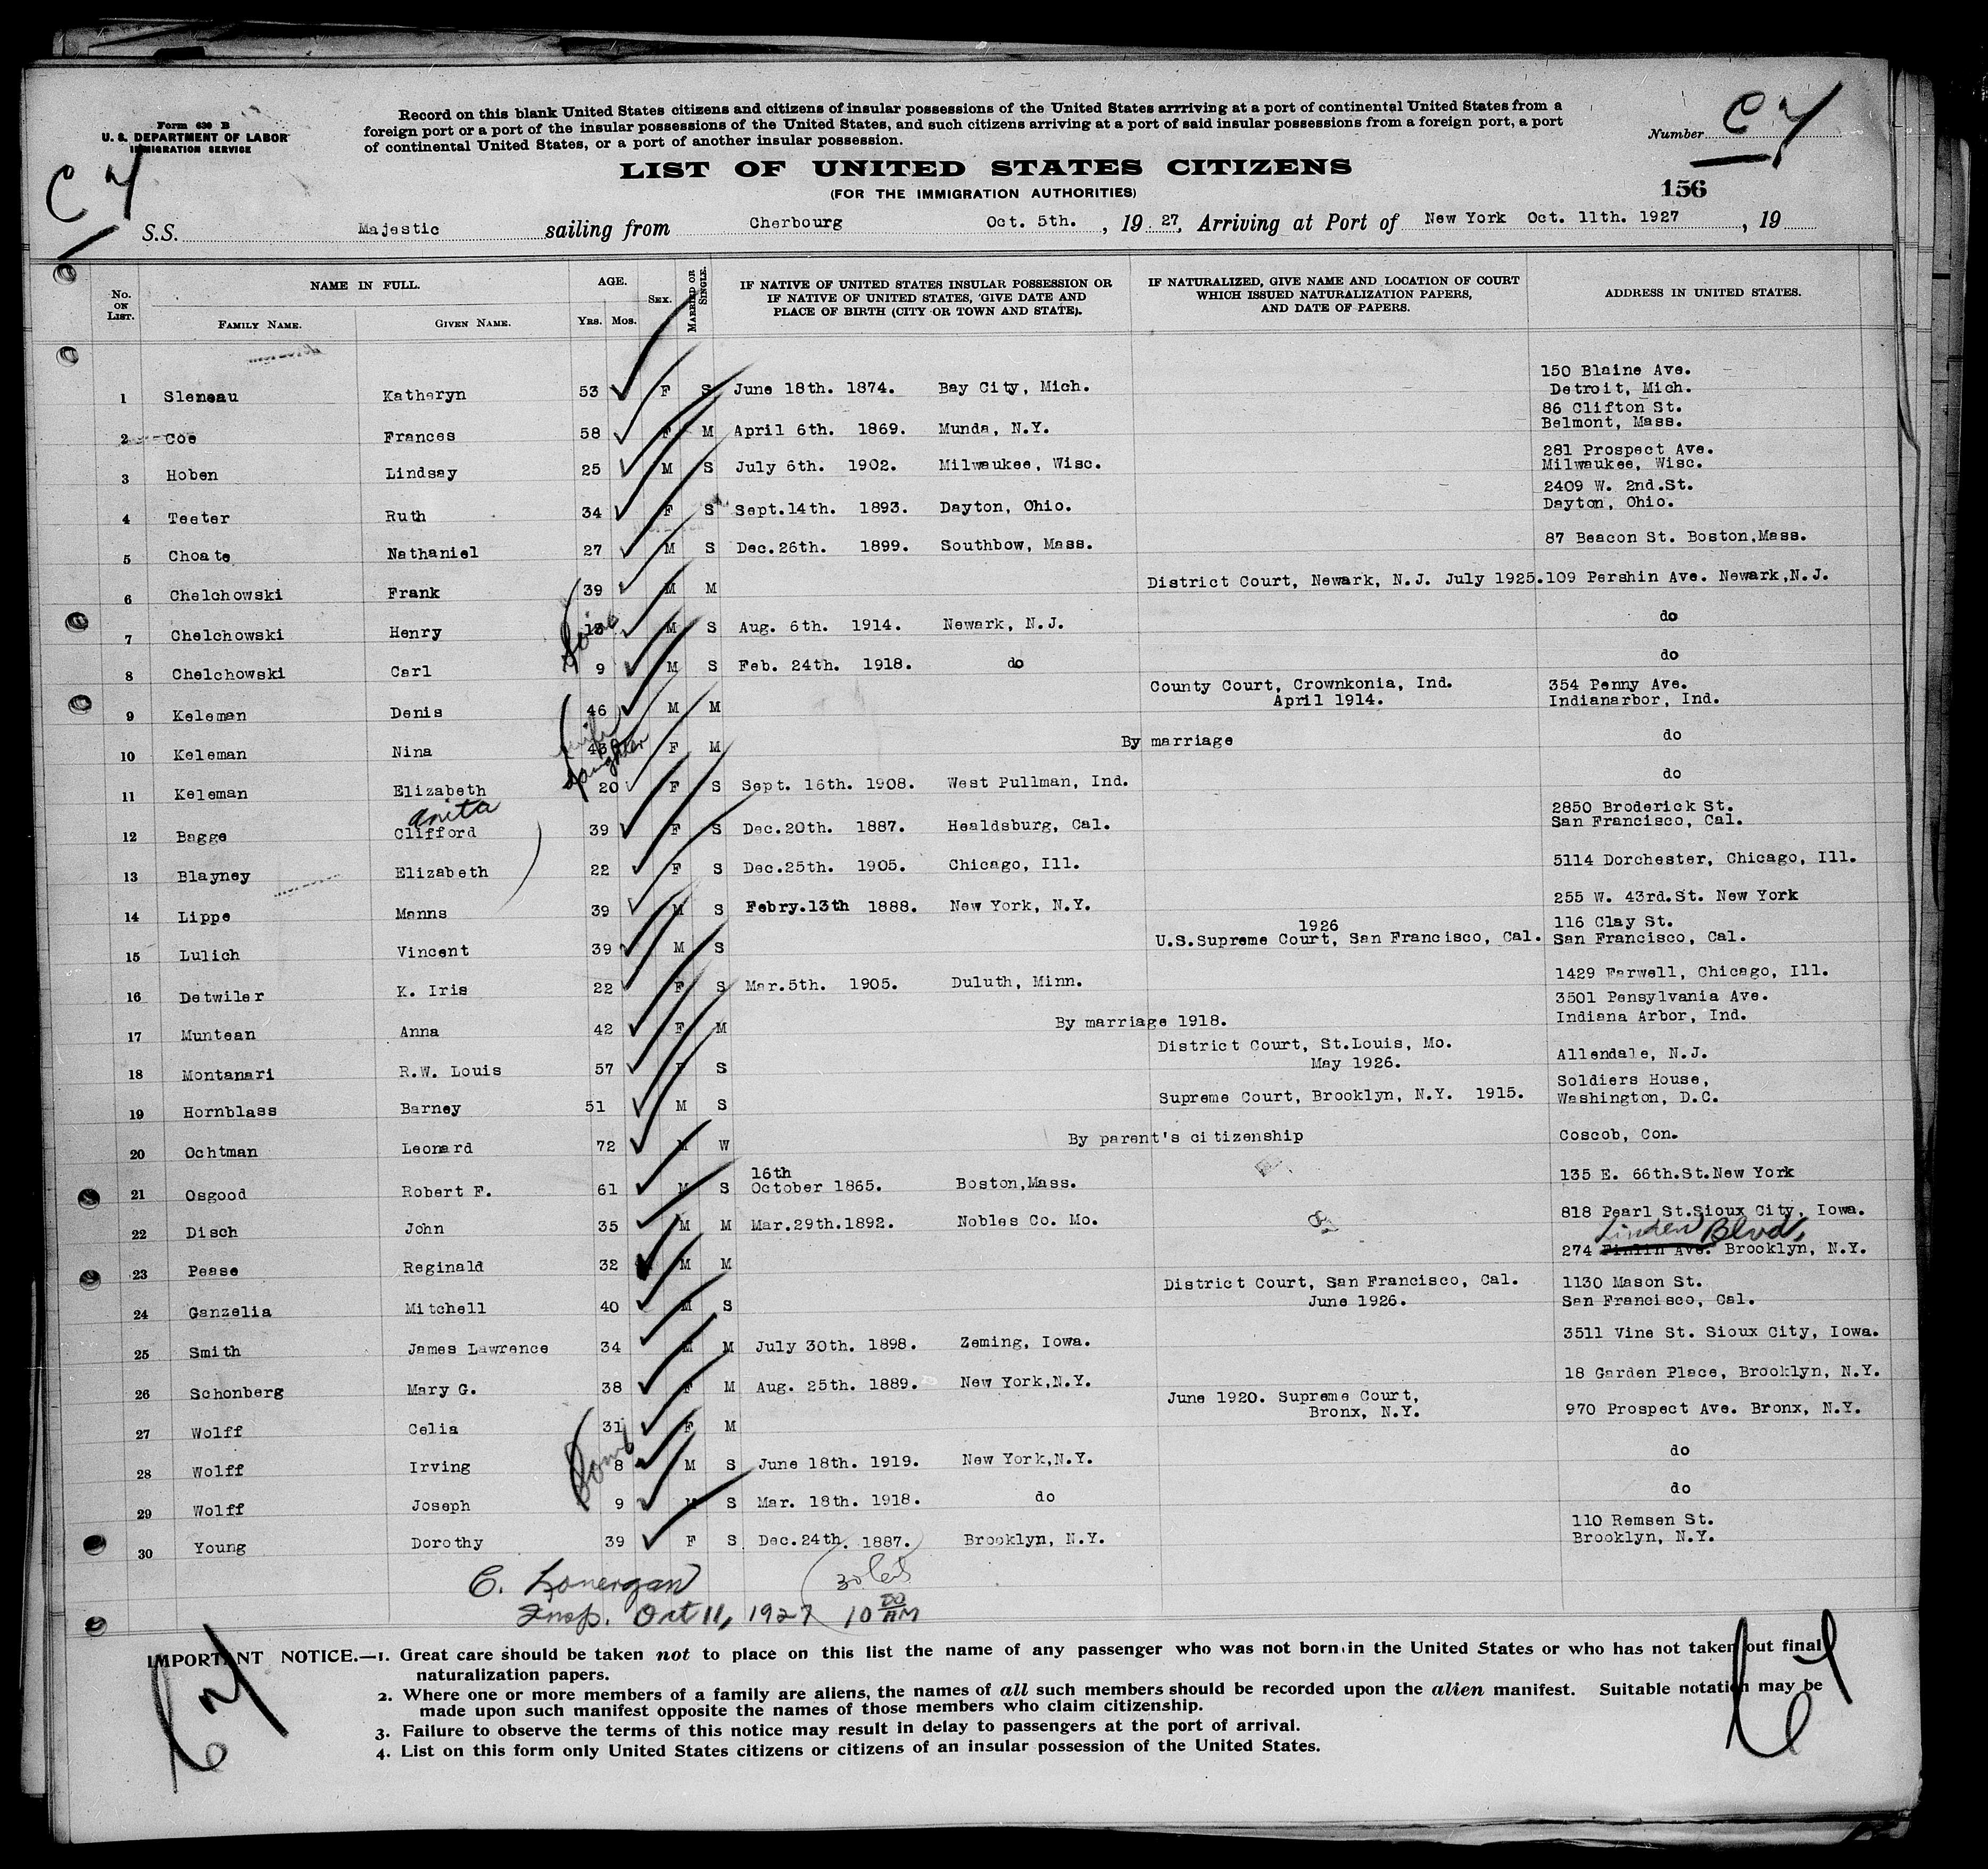 Form 630 B
U. S. DEPARTMENT OF LABOR
IMMIGRATION SERVICE
Record on this blank United States citizens and citizens of insular possessions of the United States arrriving at a port of continental United States from a
foreign port or a port of the insular possessions of the United States, and such citizens arriving at a port of said insular possessions from a foreign port, a port
of continental United States, or a port of another insular possession.
Number
LIST OF UNITED STATES CITIZENS
(FOR THE IMMIGRATION AUTHORITIES)
156
S.S. Majestic sailing from Cherbourg Oct. 5th. , 19 27, Arriving at Port of New York Oct. 11th. 1927 , 19
No. ON LIST. NAME IN FULL. FAMILY NAME. GIVEN NAME. AGE. YRS. MOS. SEX. MARRIED OR SINGLE. IF NATIVE OF UNITED STATES INSULAR POSSESSION OR IF NATIVE OF UNITED STATES, GIVE DATE AND PLACE OF BIRTH (CITY OR TOWN AND STATE). IF NATURALIZED, GIVE NAME AND LOCATION OF COURT WHICH ISSUED NATURALIZATION PAPERS, AND DATE OF PAPERS. ADDRESS IN UNITED STATES.
1 Sleneau Katheryn 53 F S June 18th. 1874. Bay City, Mich. 150 Blaine Ave. Detroit, Mich.
2 Coe Frances 58 F M April 6th. 1869. Munda, N.Y. 86 Clifton St. Belmont, Mass.
3 Hoben Lindsay 25 M S July 6th. 1902. Milwaukee, Wisc. 281 Prospect Ave. Milwaukee, Wisc.
4 Teeter Ruth 34 F S Sept.14th. 1893. Dayton, Ohio. 2409 W. 2nd.St. Dayton, Ohio.
5 Choate Nathaniel 27 M S Dec.26th. 1899. Southbow, Mass. 87 Beacon St. Boston,Mass.
6 Chelchowski Frank 39 M M District Court, Newark, N.J. July 1925. 109 Pershin Ave. Newark,N.J.
7 Chelchowski Henry 13 M S Aug. 6th. 1914. Newark, N.J. do
8 Chelchowski Carl 9 M S Feb. 24th. 1918. do do
9 Keleman Denis 46 M M County Court, Crownkonia, Ind. April 1914. 354 Penny Ave. Indianarbor, Ind.
wife
10 Keleman Nina 43 F M By marriage do
daughter
11 Keleman Elizabeth 20 F S Sept. 16th. 1908. West Pullman, Ind. do
Anita
12 Bagge Clifford 39 F S Dec.20th. 1887. Healdsburg, Cal. 2850 Broderick St. San Francisco, Cal.
13 Blayney Elizabeth 22 F S Dec.25th. 1905. Chicago, Ill. 5114 Dorchester, Chicago, Ill.
14 Lippe Manns 39 M S Febry.13th 1888. New York, N.Y. 255 W. 43rd.St. New York
15 Lulich Vincent 39 M S 1926 U.S.Supreme Court, San Francisco, Cal. 116 Clay St. San Francisco, Cal.
16 Detwiler K. Iris 22 F S Mar.5th. 1905. Duluth, Minn. 1429 Farwell, Chicago, Ill.
17 Muntean Anna 42 F M By marriage 1918. 3501 Pensylvania Ave. Indiana Arbor, Ind.
18 Montanari R.W. Louis 57 S District Court, St.Louis, Mo. May 1926. Allendale, N.J.
19 Hornblass Barney 51 M S Supreme Court, Brooklyn, N.Y. 1915. Soldiers House, Washington, D.C.
20 Ochtman Leonard 72 M W By parent's citizenship Coscob, Con.
21 Osgood Robert F. 61 M S 16th October 1865. Boston,Mass. 135 E. 66th.St.New York
22 Disch John 35 M M Mar.29th.1892. Nobles Co. Mo. 818 Pearl St.Sioux City, Iowa.
Linden Blvd,
23 Pease Reginald 32 M M 274 Ave. Brooklyn, N.Y.
24 Ganzelia Mitchell 40 M S District Court, San Francisco, Cal. June 1926. 1130 Mason St. San Francisco, Cal.
25 Smith James Lawrence 34 M M July 30th. 1898. Zeming, Iowa. 3511 Vine St. Sioux City, Iowa.
26 Schonberg Mary G. 38 F M Aug. 25th. 1889. New York,N.Y. 18 Garden Place, Brooklyn, N.Y.
27 Wolff Celia 31 F M June 1920. Supreme Court, Bronx, N.Y. 970 Prospect Ave. Bronx, N.Y.
28 Wolff Irving 8 M S June 18th. 1919. New York,N.Y. do
29 Wolff Joseph 9 M S Mar. 18th. 1918. do do
30 Young Dorothy 39 F S Dec.24th. 1887. Brooklyn, N.Y. 110 Remsen St. Brooklyn, N.Y.
C. Lonergan
Insp. Oct 11, 1927 10 00 AM
IMPORTANT NOTICE.—1. Great care should be taken not to place on this list the name of any passenger who was not born in the United States or who has not taken out final
naturalization papers.
2. Where one or more members of a family are aliens, the names of all such members should be recorded upon the alien manifest. Suitable notation may be
made upon such manifest opposite the names of those members who claim citizenship.
3. Failure to observe the terms of this notice may result in delay to passengers at the port of arrival.
4. List on this form only United States citizens or citizens of an insular possession of the United States.